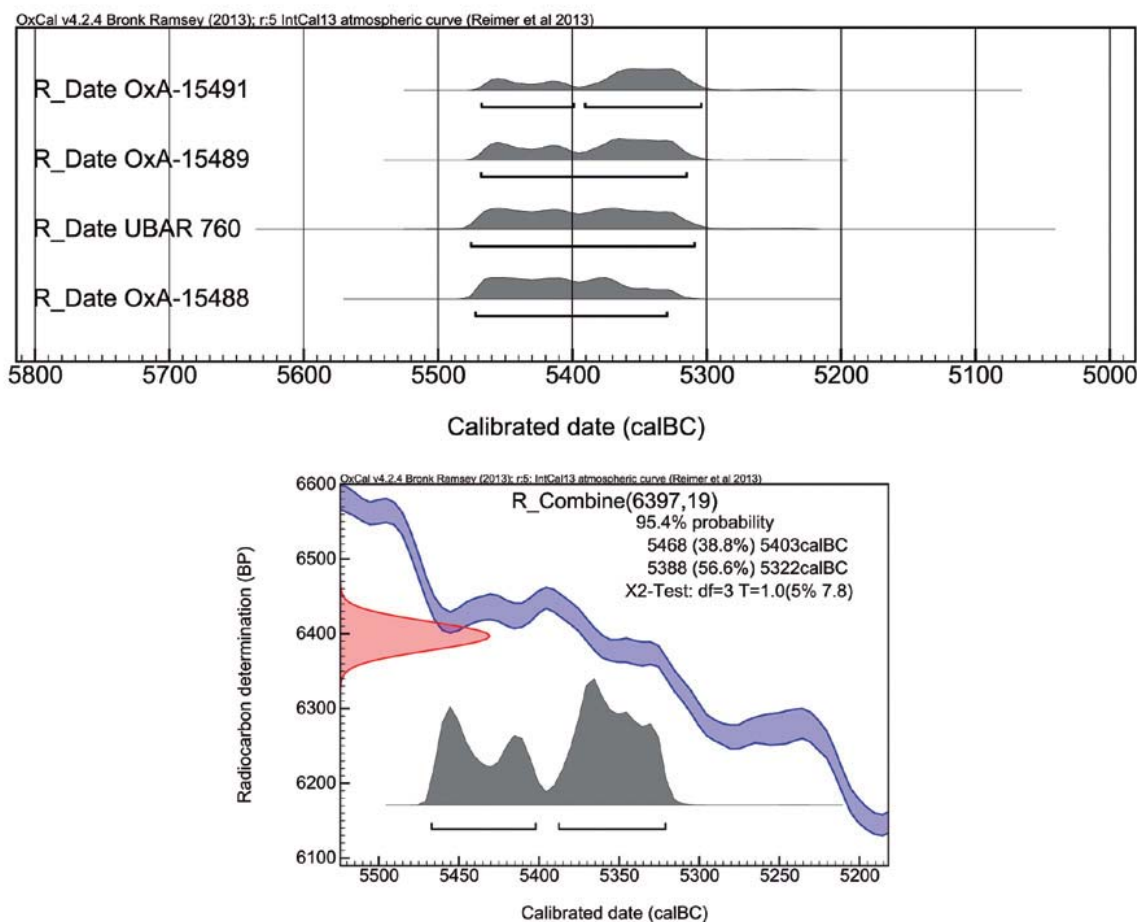 OxCal v4.2.4 Bronk Ramsey (2013); r:5 IntCal13 atmospheric curve (Reimer et al 2013)
R_Date OxA-15491
R_Date OxA-15489
R_Date UBAR 760
R_Date OxA-15488
5800 5700 5600 5500 5400 5300 5200 5100 5000
Calibrated date (calBC)
OxCal v4.2.4 Bronk Ramsey (2013); r:5; IntCal13 atmospheric curve (Reimer et al 2013)
R_Combine(6397,19)
95.4% probability
5468 (38.8%) 5403calBC
5388 (56.6%) 5322calBC
X2-Test: df=3 T=1.0(5% 7.8)
Radiocarbon determination (BP)
6600
6500
6400
6300
6200
6100
5500 5450 5400 5350 5300 5250 5200
Calibrated date (calBC)